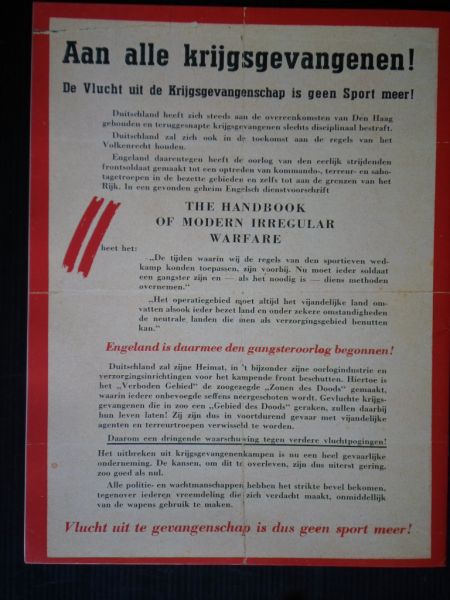 Aan alle krijgsgevangenen!
De Vlucht uit de Krijgsgevangenschap is geen Sport meer!
Duitschland heeft zich steeds aan de overeenkomsten van Den Haag
gebonden en teruggesnapte krijgsgevangenen slechts disciplinair bestraft.
Duitschland zal zich ook in de toekomst aan de regels van het
Volkenrecht houden.
Engeland daarentegen heeft de oorlog van den eerlijk strijdenden
frontsoldaat gemaakt tot een optreden van kommando-, terreur- en sabo-
tagetroepen in de bezette gebieden en zelfs tot aan de grenzen van het
Rijk. In een gevonden geheim Engelsch dienstvoorschrift
THE HANDBOOK
OF MODERN IRREGULAR
WARFARE
heet het:
„De tijden waarin wij de regels van den sportieven wed-
kamp konden toepassen, zijn voorbij. Nu moet ieder soldaat
een gangster zijn en — als het noodig is — diens methoden
overnemen."
„Het operatiegebied moet altijd het vijandelijke land om-
vatten alsook ieder bezet land en onder zekere omstandigheden
de neutrale landen die men als verzorgingsgebied benutten
kan."
Engeland is daarmee den gangsteroorlog begonnen!
Duitschland zal zijne Heimat, in 't bijzonder zijne oorlogindustrie en
verzorgingsinrichtingen voor het kampende front beschutten. Hiertoe is
het „Verboden Gebied" de zoogezegde „Zonen des Doods" gemaakt,
waarin iedere onbevoegde seffens neergeschoten wordt. Gevluchte krijgs-
gevangenen die in zoo een „Gebied des Doods" geraken, zullen daarbij
hun leven laten! Zij zijn dus in voortdurend gevaar met vijandelijke
agenten en terreurtroepen verwisseld te worden.
Daarom een dringende waarschuwing tegen verdere vluchtpogingen!
Het uitbreken uit krijgsgevangenenkampen is nu een heel gevaarlijke
onderneming. De kansen, om dit te overleven, zijn dus uiterst gering,
zoo goed als nul.
Alle politie- en wachtmanschappen hebben het strikte bevel bekomen,
tegenover iederen vreemdeling die zich verdacht maakt, onmiddellijk
van de wapens gebruik te maken.
Vlucht uit te gevangenschap is dus geen sport meer!